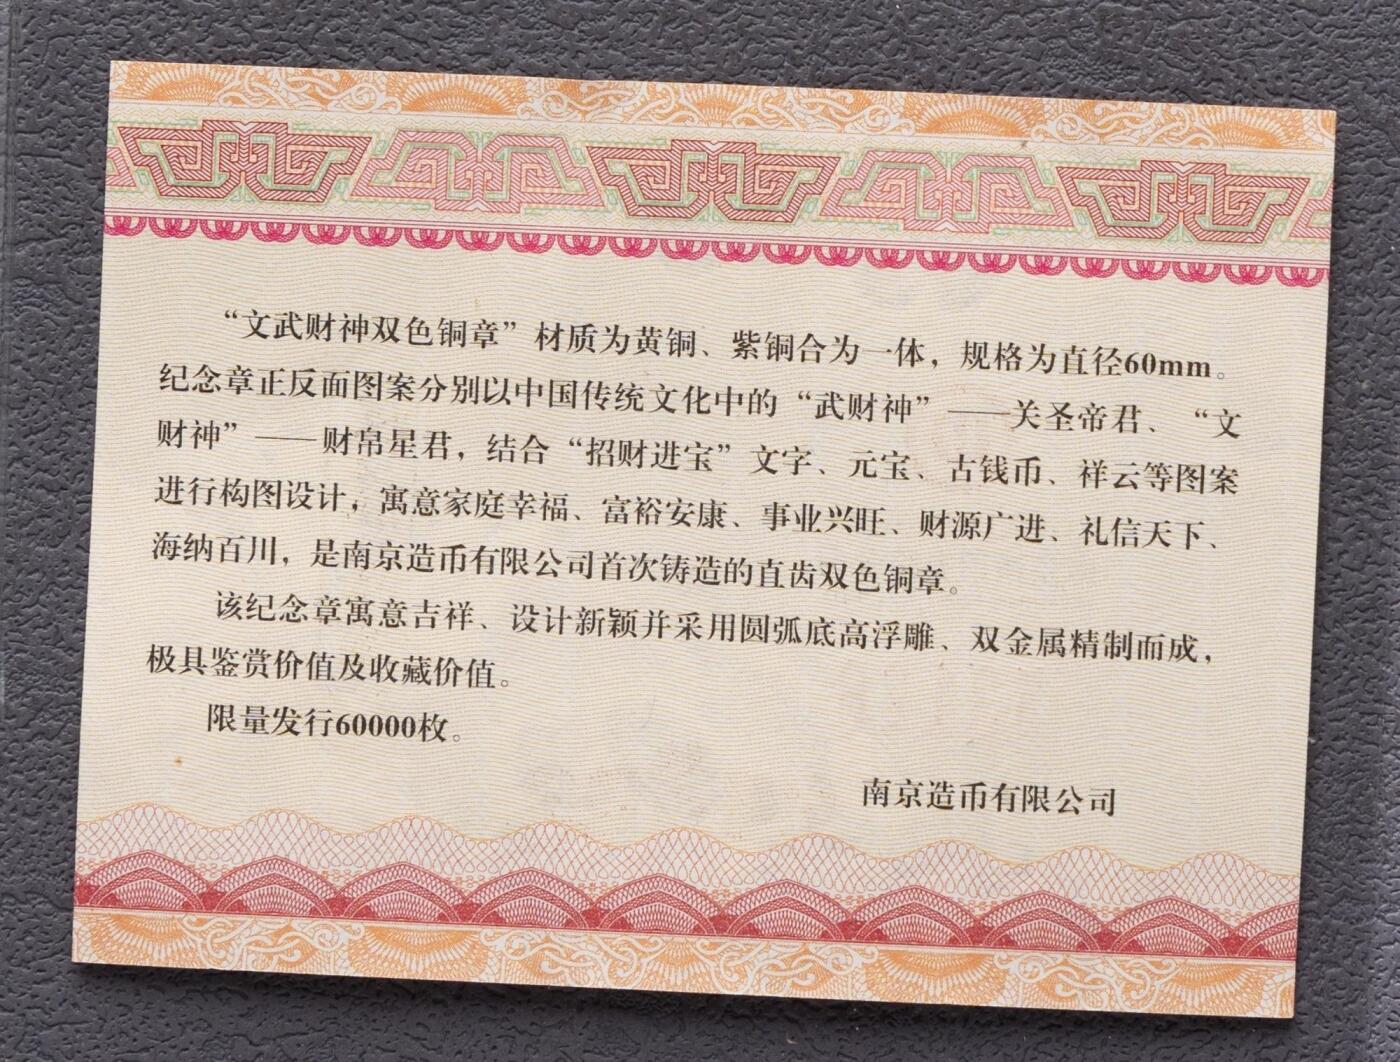 “文武财神双色铜章”材质为黄铜、紫铜合为一体，规格为直径60mm。
纪念章正反面图案分别以中国传统文化中的“武财神”——关圣帝君、“文
财神”——财帛星君，结合“招财进宝”文字、元宝、古钱币、祥云等图案
进行构图设计，寓意家庭幸福、富裕安康、事业兴旺、财源广进、礼信天下、
海纳百川，是南京造币有限公司首次铸造的直齿双色铜章。
该纪念章寓意吉祥、设计新颖并采用圆弧底高浮雕、双金属精制而成，
极具鉴赏价值及收藏价值。
限量发行60000枚。
南京造币有限公司